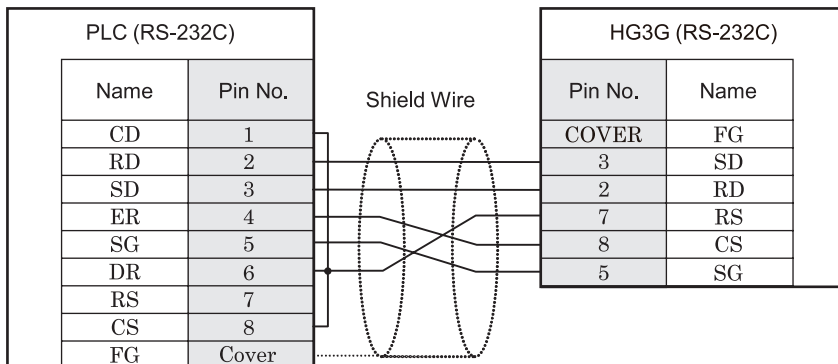 PLC (RS-232C)
Name Pin No.
CD 1
RD 2
SD 3
ER 4
SG 5
DR 6
RS 7
CS 8
FG Cover
Shield Wire
HG3G (RS-232C)
Pin No. Name
COVER FG
3 SD
2 RD
7 RS
8 CS
5 SG